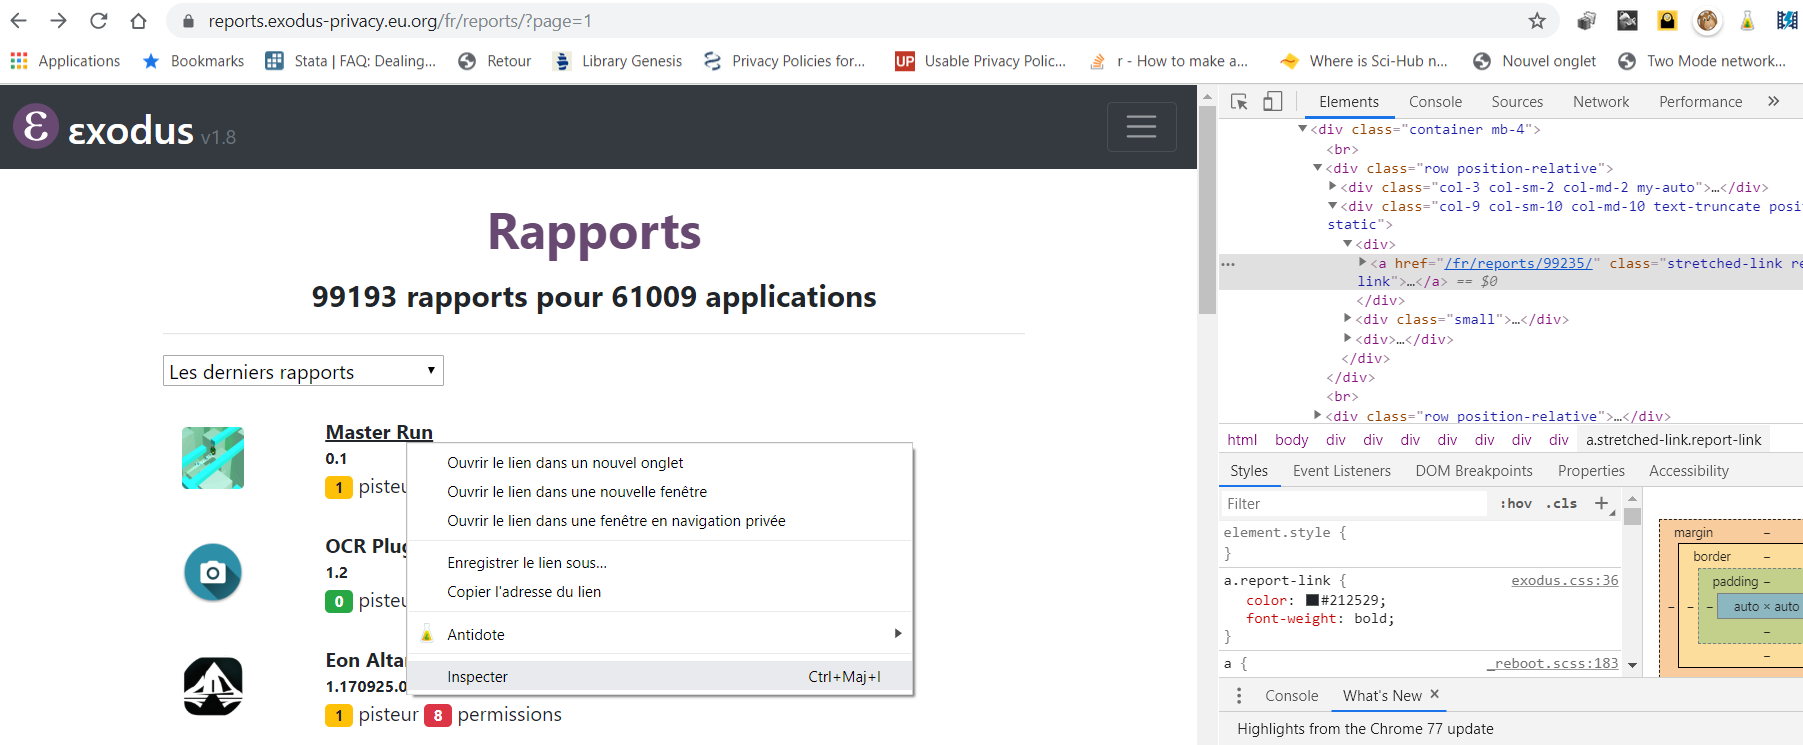 reports.exodus-privacy.eu.org/fr/reports/?page=1
Applications Bookmarks Stata | FAQ: Dealing... Retour Library Genesis Privacy Policies for... UP Usable Privacy Polic... r - How to make a... Where is Sci-Hub n... Nouvel onglet Two Mode network...
ε εxodus v1.8
Rapports
99193 rapports pour 61009 applications
Les derniers rapports
Master Run
0.1
1
OCR
1.2
0
Eon
1.170925.0
1 pisteur 8 permissions
Ouvrir le lien dans un nouvel onglet
Ouvrir le lien dans une nouvelle fenêtre
Ouvrir le lien dans une fenêtre en navigation privée
Enregistrer le lien sous...
Copier l'adresse du lien
Antidote
Inspecter Ctrl+Maj+I
Elements Console Sources Network Performance »
<div class="container mb-4">
<br>
<div class="row position-relative">
<div class="col-3 col-sm-2 col-md-2 my-auto">…</div>
<div class="col-9 col-sm-10 col-md-10 text-truncate posi
static">
<div>
<a href="/fr/reports/99235/" class="stretched-link re
link">…</a> == $0
</div>
<div class="small">…</div>
<div>…</div>
</div>
</div>
<br>
<div class="row position-relative">…</div>
html body div div div div div div div a.stretched-link.report-link
Styles Event Listeners DOM Breakpoints Properties Accessibility
Filter :hov .cls +
element.style {
}
a.report-link { exodus.css:36
color: #212529;
font-weight: bold;
}
a { _reboot.scss:183
margin –
border –
padding –
– – – auto × auto
–
–
Console What's New ×
Highlights from the Chrome 77 update